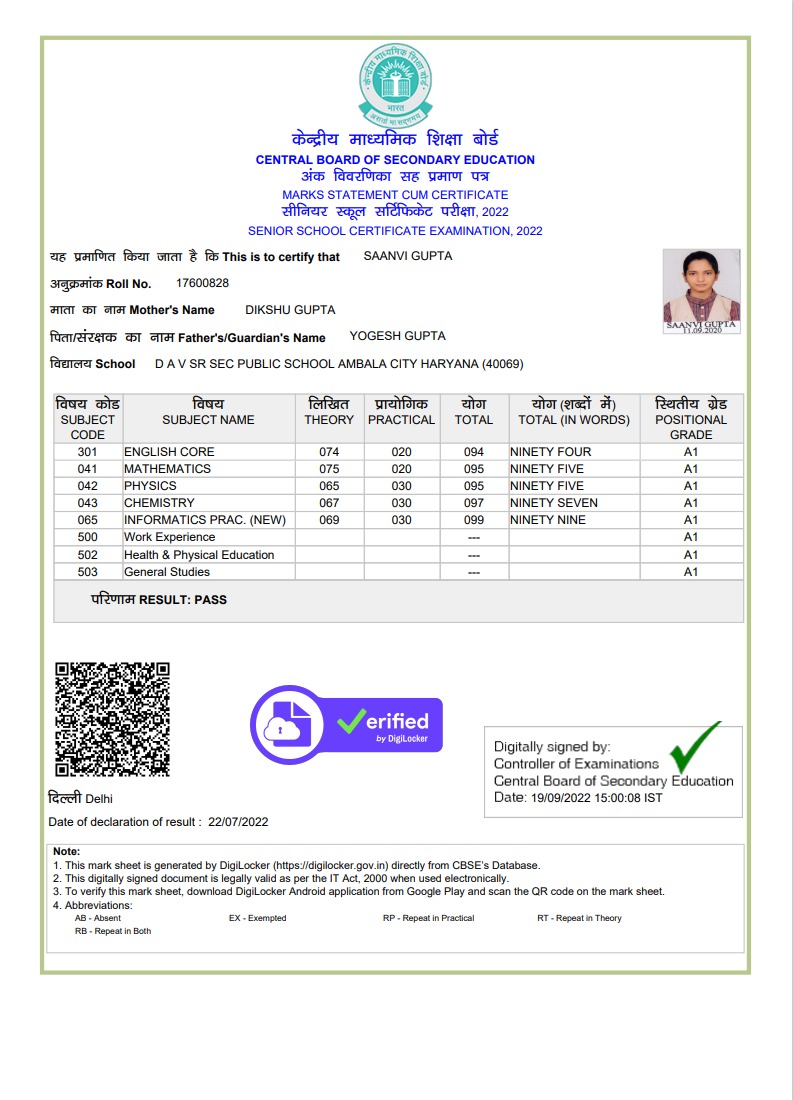 केन्द्रीय माध्यमिक शिक्षा बोर्ड
भारत
असतो मा सद्गमय
केन्द्रीय माध्यमिक शिक्षा बोर्ड
CENTRAL BOARD OF SECONDARY EDUCATION
अंक विवरणिका सह प्रमाण पत्र
MARKS STATEMENT CUM CERTIFICATE
सीनियर स्कूल सर्टिफिकेट परीक्षा, 2022
SENIOR SCHOOL CERTIFICATE EXAMINATION, 2022
यह प्रमाणित किया जाता है कि This is to certify that SAANVI GUPTA
अनुक्रमांक Roll No. 17600828
माता का नाम Mother's Name DIKSHU GUPTA
पिता/संरक्षक का नाम Father's/Guardian's Name YOGESH GUPTA
विद्यालय School D A V SR SEC PUBLIC SCHOOL AMBALA CITY HARYANA (40069)
SAANVI GUPTA
11.09.2020
विषय कोड विषय लिखित प्रायोगिक योग योग (शब्दों में) स्थितीय ग्रेड
SUBJECT CODE SUBJECT NAME THEORY PRACTICAL TOTAL TOTAL (IN WORDS) POSITIONAL GRADE
301 ENGLISH CORE 074 020 094 NINETY FOUR A1
041 MATHEMATICS 075 020 095 NINETY FIVE A1
042 PHYSICS 065 030 095 NINETY FIVE A1
043 CHEMISTRY 067 030 097 NINETY SEVEN A1
065 INFORMATICS PRAC. (NEW) 069 030 099 NINETY NINE A1
500 Work Experience --- A1
502 Health & Physical Education --- A1
503 General Studies --- A1
परिणाम RESULT: PASS
erified
by DigiLocker
Digitally signed by:
Controller of Examinations
Central Board of Secondary Education
Date: 19/09/2022 15:00:08 IST
दिल्ली Delhi
Date of declaration of result : 22/07/2022
Note:
1. This mark sheet is generated by DigiLocker (https://digilocker.gov.in) directly from CBSE's Database.
2. This digitally signed document is legally valid as per the IT Act, 2000 when used electronically.
3. To verify this mark sheet, download DigiLocker Android application from Google Play and scan the QR code on the mark sheet.
4. Abbreviations:
AB - Absent EX - Exempted RP - Repeat in Practical RT - Repeat in Theory
RB - Repeat in Both